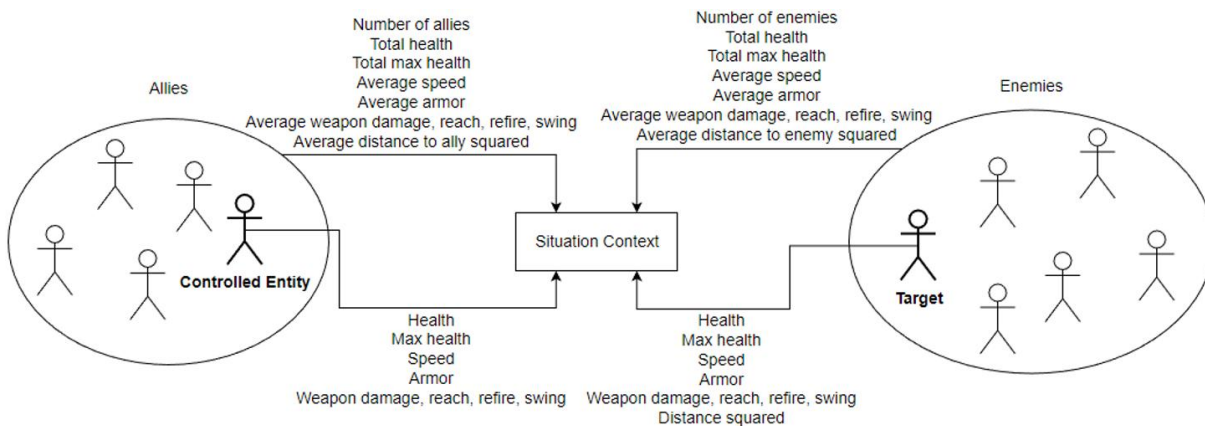 Number of allies
Total health
Total max health
Average speed
Average armor
Average weapon damage, reach, refire, swing
Average distance to ally squared
Number of enemies
Total health
Total max health
Average speed
Average armor
Average weapon damage, reach, refire, swing
Average distance to enemy squared
Allies
Enemies
Situation Context
Controlled Entity
Target
Health
Max health
Speed
Armor
Weapon damage, reach, refire, swing
Health
Max health
Speed
Armor
Weapon damage, reach, refire, swing
Distance squared